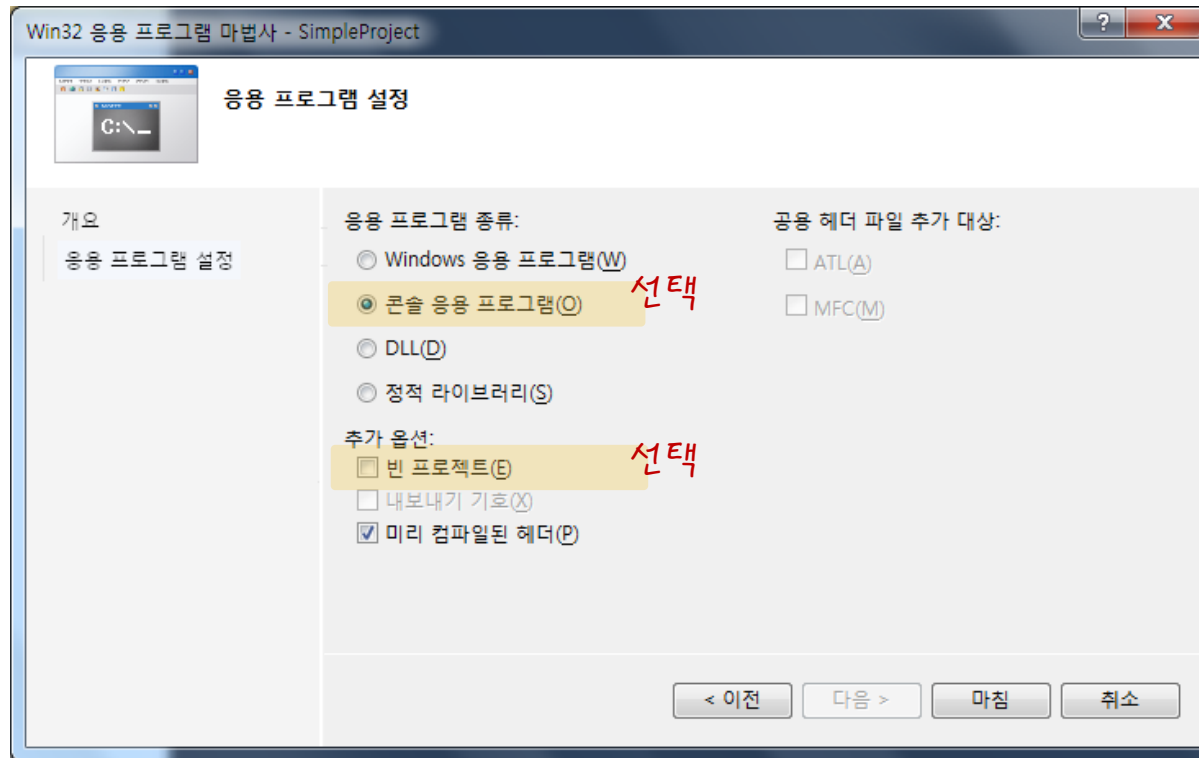 Win32 응용 프로그램 마법사 - SimpleProject
C:\_
응용 프로그램 설정
개요
응용 프로그램 설정
응용 프로그램 종류:
Windows 응용 프로그램(W)
콘솔 응용 프로그램(O)
선택
DLL(D)
정적 라이브러리(S)
추가 옵션:
빈 프로젝트(E)
선택
내보내기 기호(X)
미리 컴파일된 헤더(P)
공용 헤더 파일 추가 대상:
ATL(A)
MFC(M)
< 이전
다음 >
마침
취소